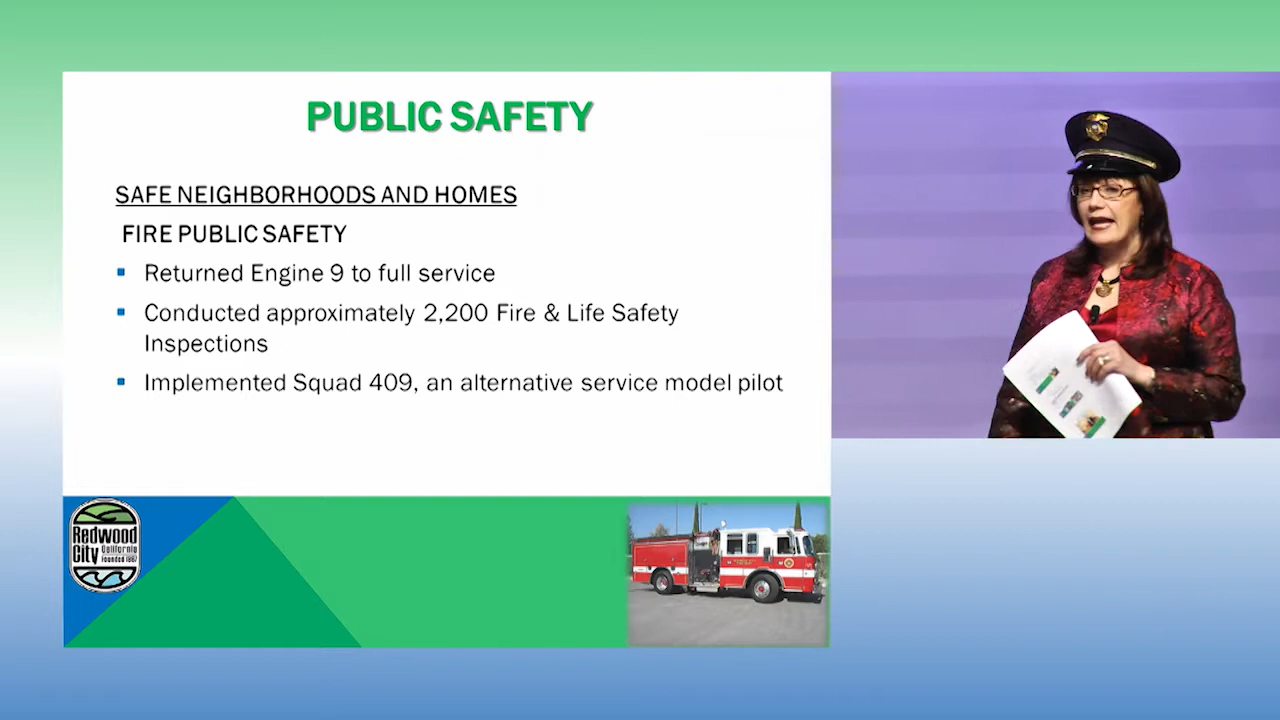 PUBLIC SAFETY
SAFE NEIGHBORHOODS AND HOMES
FIRE PUBLIC SAFETY
▪ Returned Engine 9 to full service
▪ Conducted approximately 2,200 Fire & Life Safety
Inspections
▪ Implemented Squad 409, an alternative service model pilot
Redwood
City
California
Founded 1867